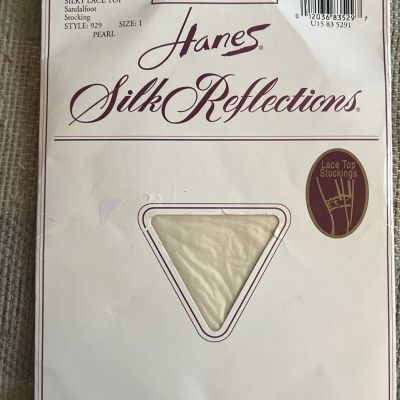 SILKY LACE TOP
Sandalfoot
Stocking
STYLE: 929 SIZE: 1
PEARL
0 12036 83529 7
U15 83 5291
Hanes®
Silk Reflections®
Lace Top
Stockings